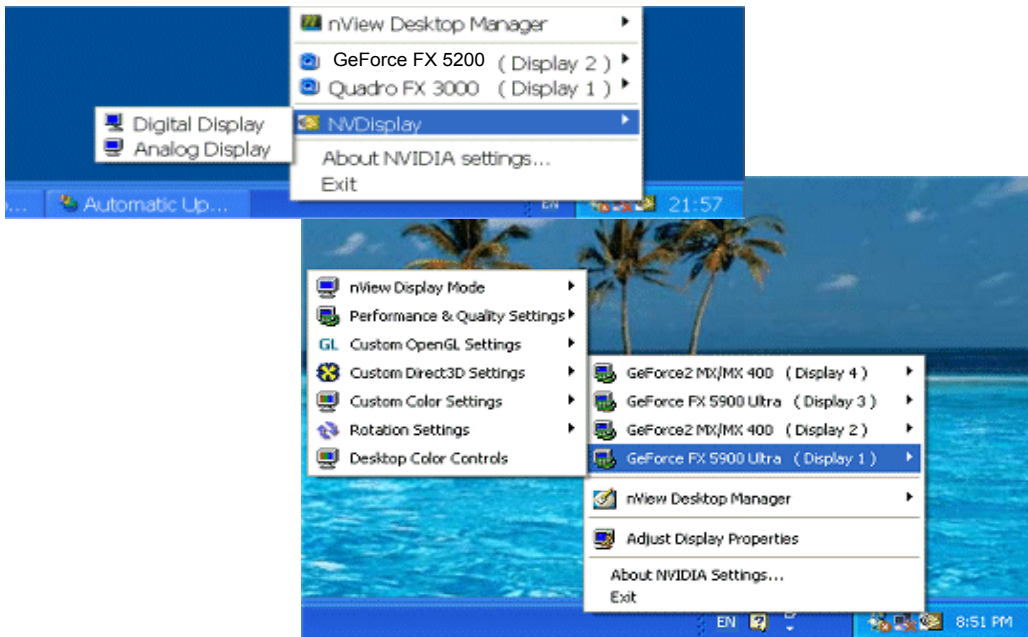 nView Desktop Manager
GeForce FX 5200 ( Display 2 )
Quadro FX 3000 ( Display 1 )
NVDisplay
Digital Display
Analog Display
About NVIDIA settings...
Exit
Automatic Up...
EN
21:57
nView Display Mode
Performance & Quality Settings
GL Custom OpenGL Settings
Custom Direct3D Settings
Custom Color Settings
Rotation Settings
Desktop Color Controls
GeForce2 MX/MX 400 ( Display 4 )
GeForce FX 5900 Ultra ( Display 3 )
GeForce2 MX/MX 400 ( Display 2 )
GeForce FX 5900 Ultra ( Display 1 )
nView Desktop Manager
Adjust Display Properties
About NVIDIA Settings...
Exit
EN
8:51 PM